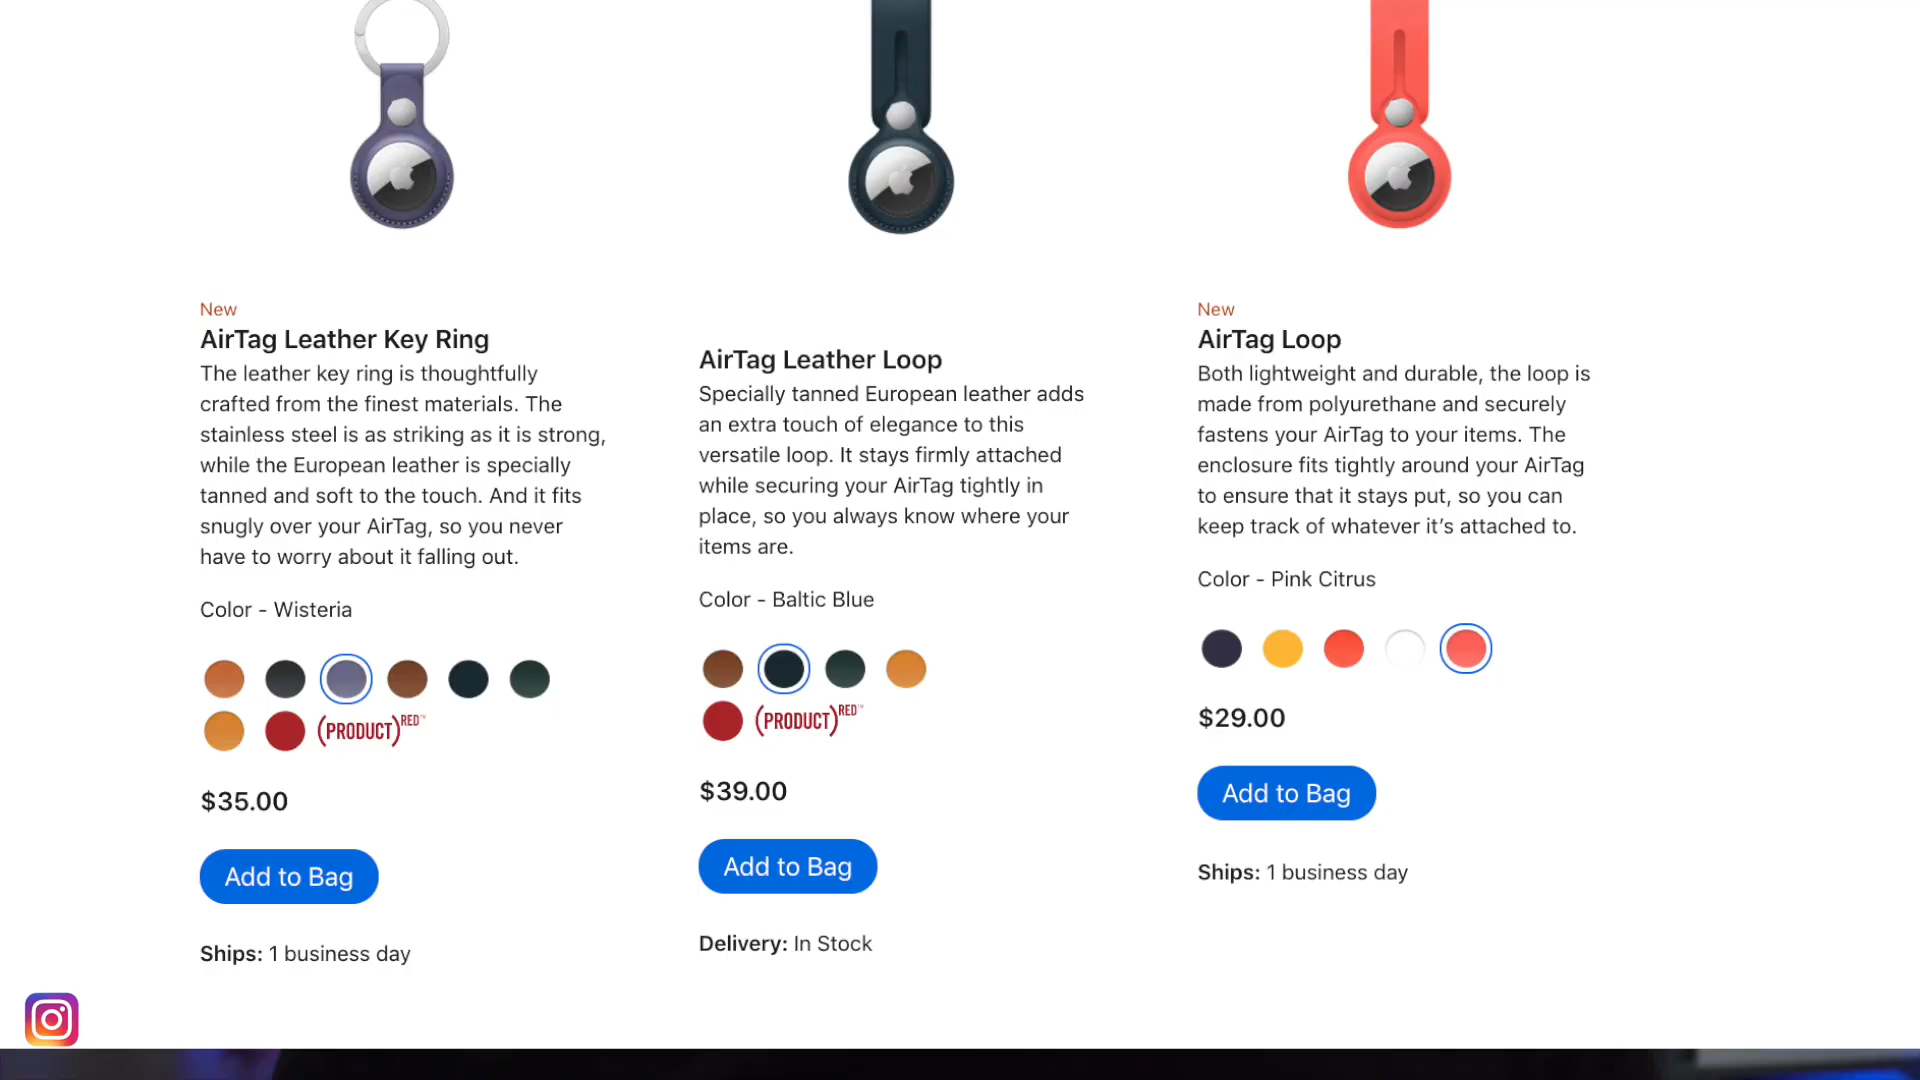 New
AirTag Leather Key Ring
The leather key ring is thoughtfully
crafted from the finest materials. The
stainless steel is as striking as it is strong,
while the European leather is specially
tanned and soft to the touch. And it fits
snugly over your AirTag, so you never
have to worry about it falling out.
Color - Wisteria
(PRODUCT)RED™
$35.00
Add to Bag
Ships: 1 business day
AirTag Leather Loop
Specially tanned European leather adds
an extra touch of elegance to this
versatile loop. It stays firmly attached
while securing your AirTag tightly in
place, so you always know where your
items are.
Color - Baltic Blue
(PRODUCT)RED™
$39.00
Add to Bag
Delivery: In Stock
New
AirTag Loop
Both lightweight and durable, the loop is
made from polyurethane and securely
fastens your AirTag to your items. The
enclosure fits tightly around your AirTag
to ensure that it stays put, so you can
keep track of whatever it’s attached to.
Color - Pink Citrus
$29.00
Add to Bag
Ships: 1 business day